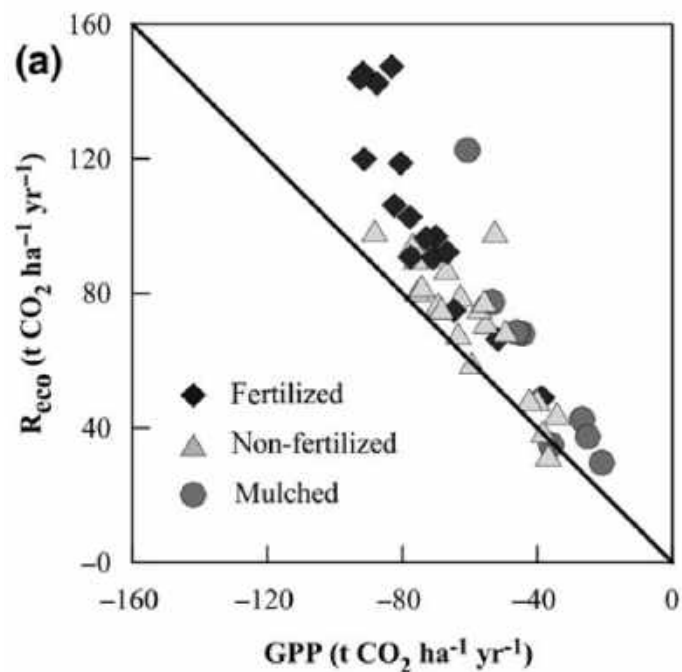 (a)
160
120
80
40
–0
R_eco (t CO₂ ha⁻¹ yr⁻¹)
Fertilized
Non-fertilized
Mulched
–160
–120
–80
–40
0
GPP (t CO₂ ha⁻¹ yr⁻¹)